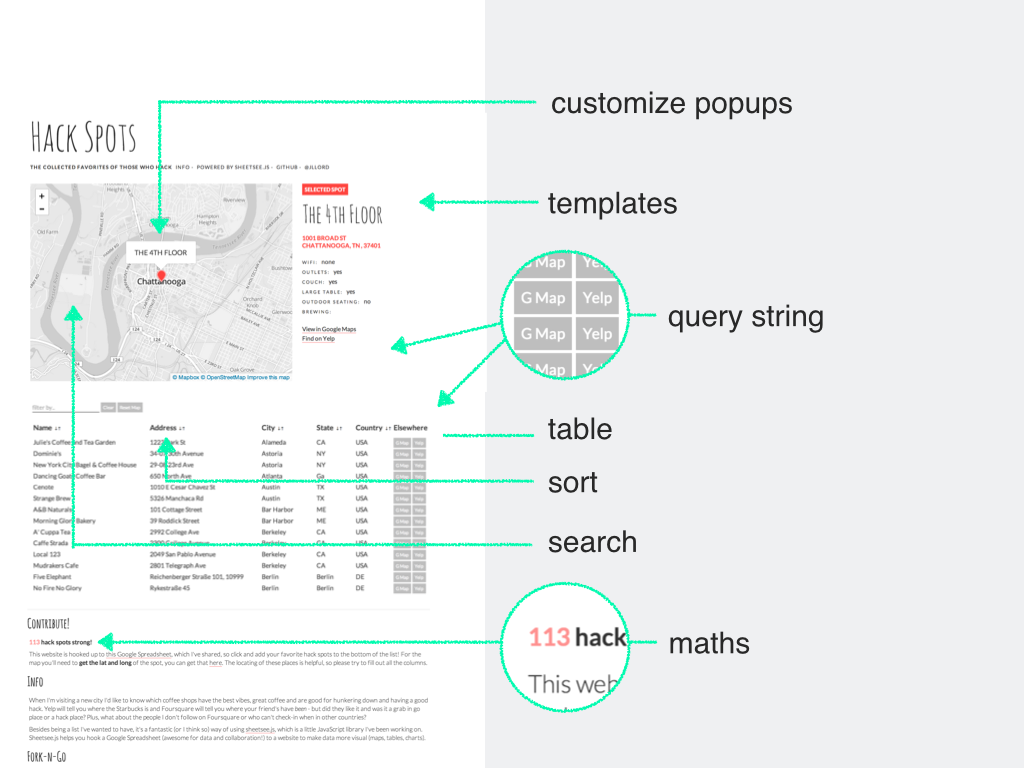 customize popups
Hack Spots
THE COLLECTED FAVORITES OF THOSE WHO HACK INFO - POWERED BY SHEETSEE.JS - GITHUB - @JLLORD
+
−
Heights
Riverview
Hampton
Heights
Old Farm
THE 4TH FLOOR
Chattanooga
Orchard
Knob
Glenwood
124
124
124
Oak Grove
© Mapbox © OpenStreetMap Improve this map
SELECTED SPOT
The 4th Floor
1001 BROAD ST
CHATTANOOGA, TN , 37401
WIFI: none
OUTLETS: yes
COUCH: yes
LARGE TABLE: yes
OUTDOOR SEATING: no
BREWING:
View in Google Maps
Find on Yelp
templates
G Map Yelp
G Map Yelp
Map
query string
filter by..
Clear Reset Map
Name ↓↑ Address ↓↑ City ↓↑ State ↓↑ Country ↓↑ Elsewhere
Julie's Coffee and Tea Garden 1223 Park St Alameda CA USA G Map Yelp
Dominie's 34- 30th Avenue Astoria NY USA G Map Yelp
New York City Bagel & Coffee House 29-08 23rd Ave Astoria NY USA G Map Yelp
Dancing Goats Coffee Bar 650 North Ave Atlanta Ga USA G Map Yelp
Cenote 1010 E Cesar Chavez St Austin TX USA G Map Yelp
Strange Brew 5326 Manchaca Rd Austin TX USA G Map Yelp
A&B Naturals 101 Cottage Street Bar Harbor ME USA G Map Yelp
Morning Glory Bakery 39 Roddick Street Bar Harbor ME USA G Map Yelp
A' Cuppa Tea 2992 College Ave Berkeley CA USA G Map Yelp
Caffe Strada 2300 College Avenue Berkeley CA USA G Map Yelp
Local 123 2049 San Pablo Avenue Berkeley CA USA G Map Yelp
Mudrakers Cafe 2801 Telegraph Ave Berkeley CA USA G Map Yelp
Five Elephant Reichenberger Straße 101, 10999 Berlin Berlin DE G Map Yelp
No Fire No Glory Rykestraße 45 Berlin Berlin DE G Map Yelp
table
sort
search
Contribute!
113 hack spots strong!
This website is hooked up to this Google Spreadsheet, which I've shared, so click and add your favorite hack spots to the bottom of the list! For the
map you'll need to get the lat and long of the spot, you can get that here. The locating of these places is helpful, so please try to fill out all the columns.
113 hack
This web
maths
Info
When I'm visiting a new city I'd like to know which coffee shops have the best vibes, great coffee and are good for hunkering down and having a good
hack. Yelp will tell you where the Starbucks is and Foursquare will tell you where your friend's have been - but did they like it and was it a grab in go
place or a hack place? Plus, what about the people I don't follow on Foursquare or who can't check-in when in other countries?
Besides being a list I've wanted to have, it's a fantastic (or I think so) way of using sheetsee.js, which is a little JavaScript library I've been working on.
Sheetsee.js helps you hook a Google Spreadsheet (awesome for data and collaboration!) to a website to make data more visual (maps, tables, charts).
Fork-n-Go